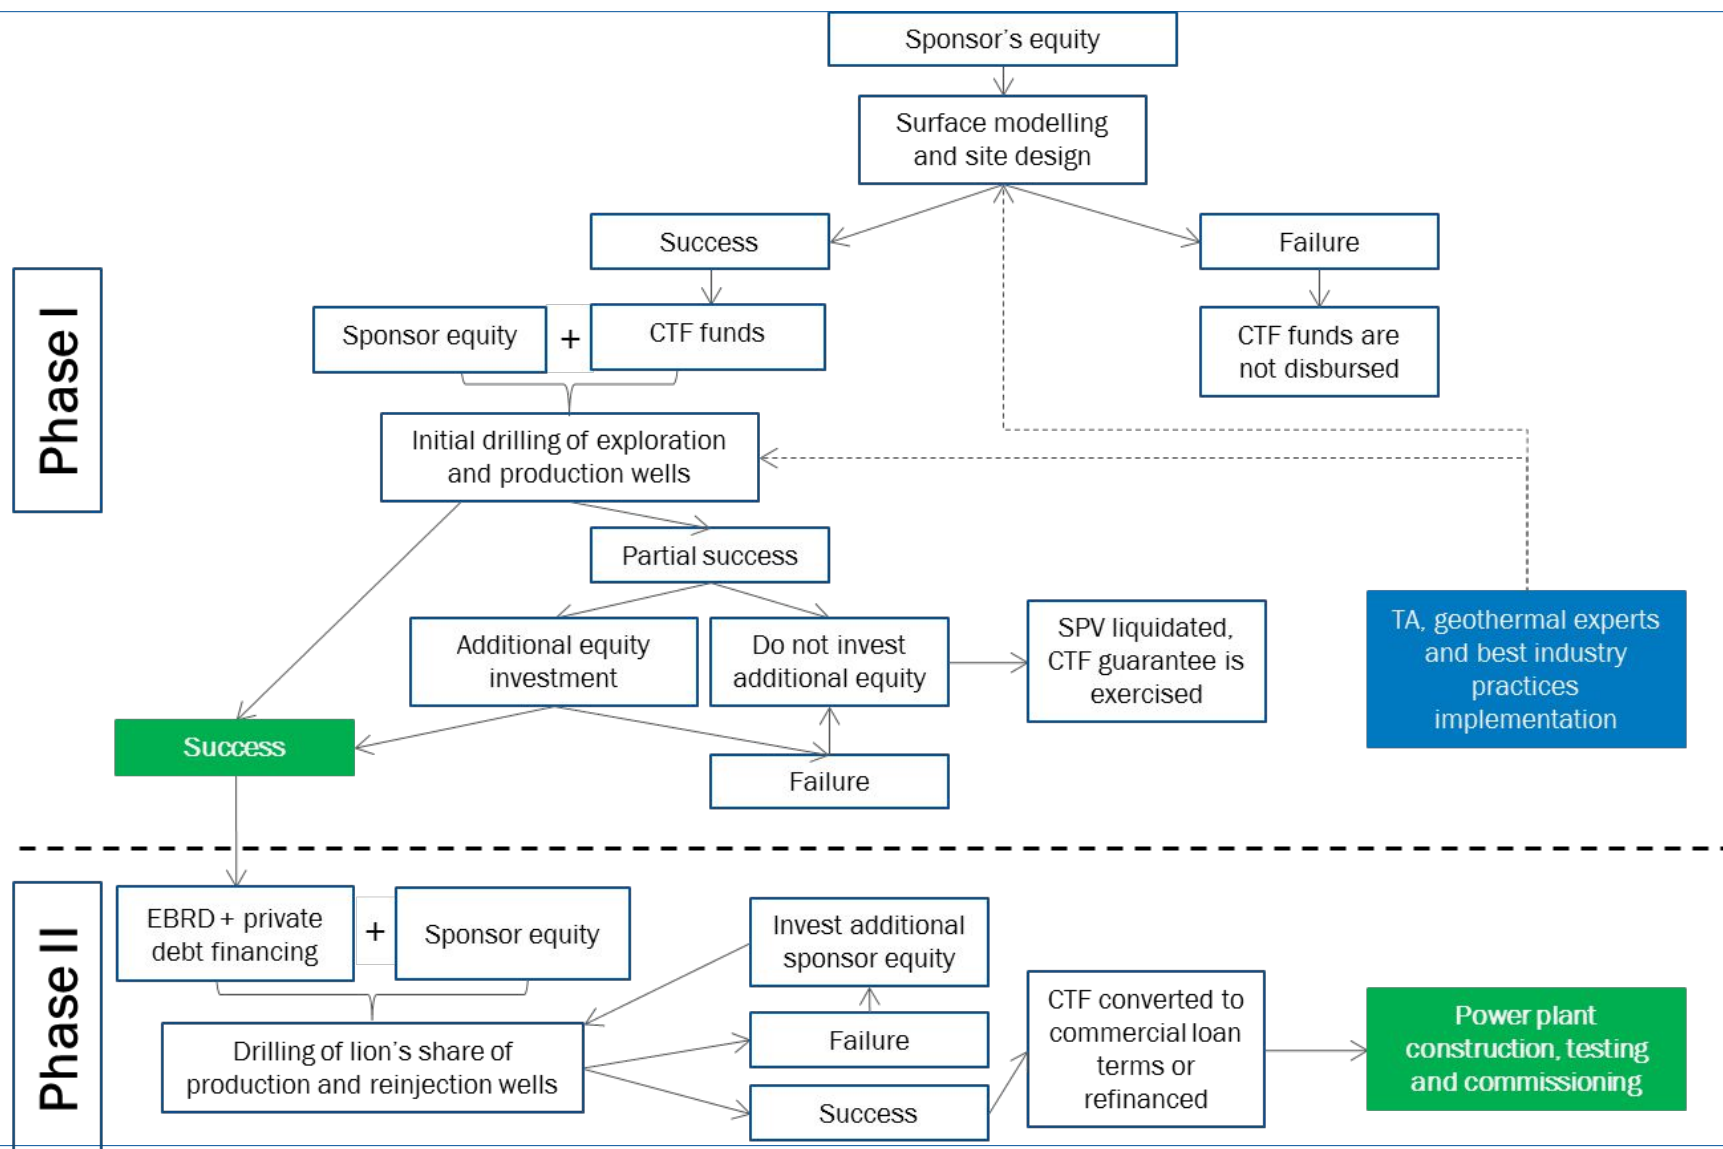 Sponsor's equity
Surface modelling
and site design
Success
Failure
Phase I
Sponsor equity
+
CTF funds
CTF funds are
not disbursed
Initial drilling of exploration
and production wells
Partial success
Additional equity
investment
Do not invest
additional equity
SPV liquidated,
CTF guarantee is
exercised
TA, geothermal experts
and best industry
practices
implementation
Success
Failure
Phase II
EBRD + private
debt financing
+
Sponsor equity
Invest additional
sponsor equity
Drilling of lion's share of
production and reinjection wells
Failure
Success
CTF converted to
commercial loan
terms or
refinanced
Power plant
construction, testing
and commissioning